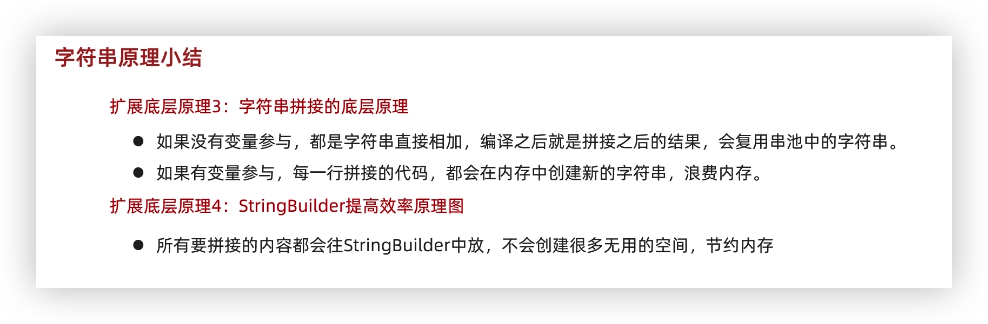 字符串原理小结
扩展底层原理3：字符串拼接的底层原理
● 如果没有变量参与，都是字符串直接相加，编译之后就是拼接之后的结果，会复用串池中的字符串。
● 如果有变量参与，每一行拼接的代码，都会在内存中创建新的字符串，浪费内存。
扩展底层原理4：StringBuilder提高效率原理图
● 所有要拼接的内容都会往StringBuilder中放，不会创建很多无用的空间，节约内存